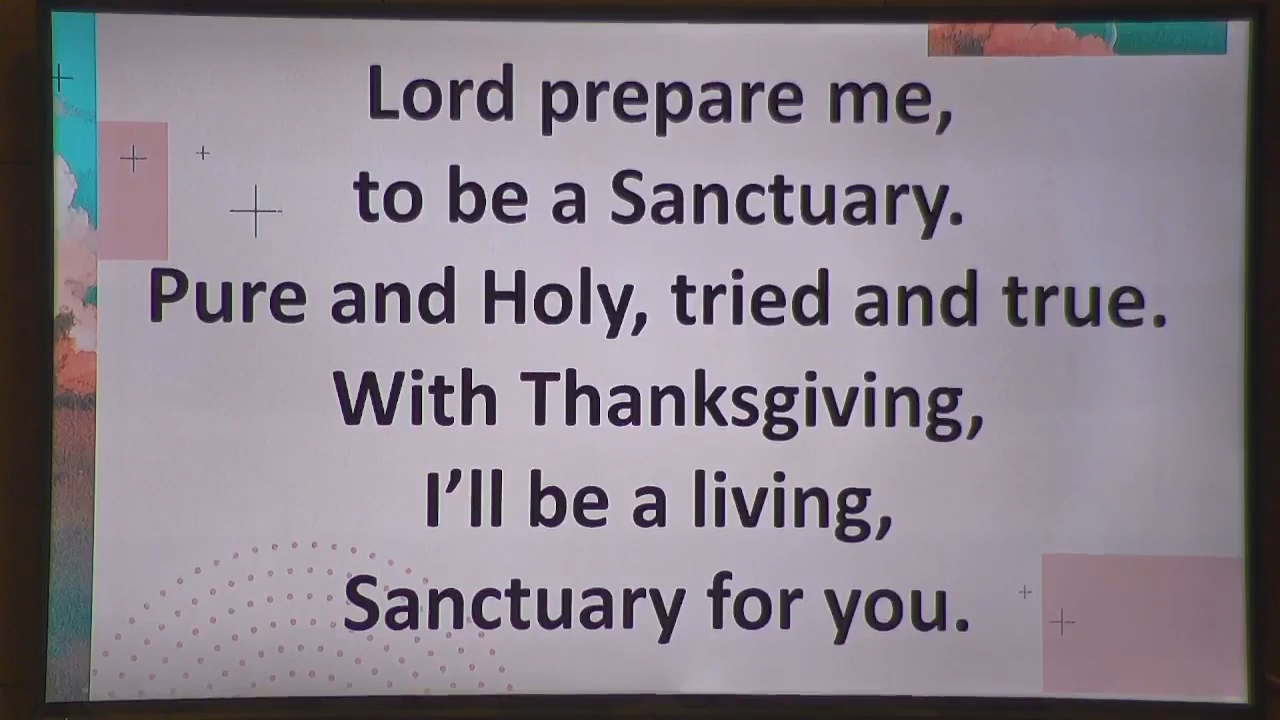 Lord prepare me,
to be a Sanctuary.
Pure and Holy, tried and true.
With Thanksgiving,
I’ll be a living,
Sanctuary for you.